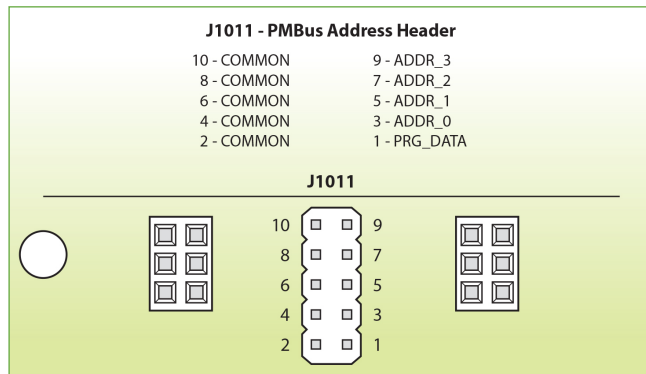 J1011 - PMBus Address Header
10 - COMMON 9 - ADDR_3
8 - COMMON 7 - ADDR_2
6 - COMMON 5 - ADDR_1
4 - COMMON 3 - ADDR_0
2 - COMMON 1 - PRG_DATA
J1011
10 9
8 7
6 5
4 3
2 1